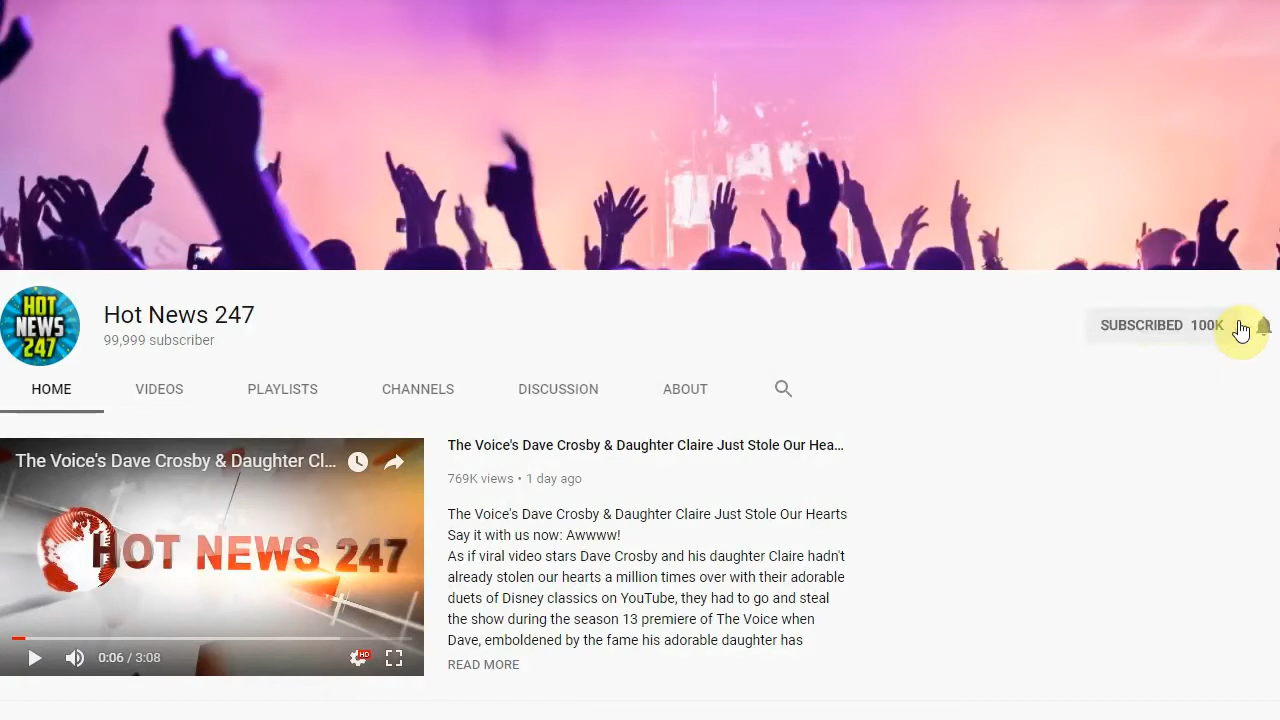 HOT
NEWS
247
Hot News 247
99,999 subscriber
SUBSCRIBED 100K
HOME VIDEOS PLAYLISTS CHANNELS DISCUSSION ABOUT
The Voice's Dave Crosby & Daughter Cl...
HOT NEWS 247
0:06 / 3:08
HD
The Voice's Dave Crosby & Daughter Claire Just Stole Our Hea...
769K views • 1 day ago
The Voice's Dave Crosby & Daughter Claire Just Stole Our Hearts
Say it with us now: Awwww!
As if viral video stars Dave Crosby and his daughter Claire hadn't
already stolen our hearts a million times over with their adorable
duets of Disney classics on YouTube, they had to go and steal
the show during the season 13 premiere of The Voice when
Dave, emboldened by the fame his adorable daughter has
READ MORE